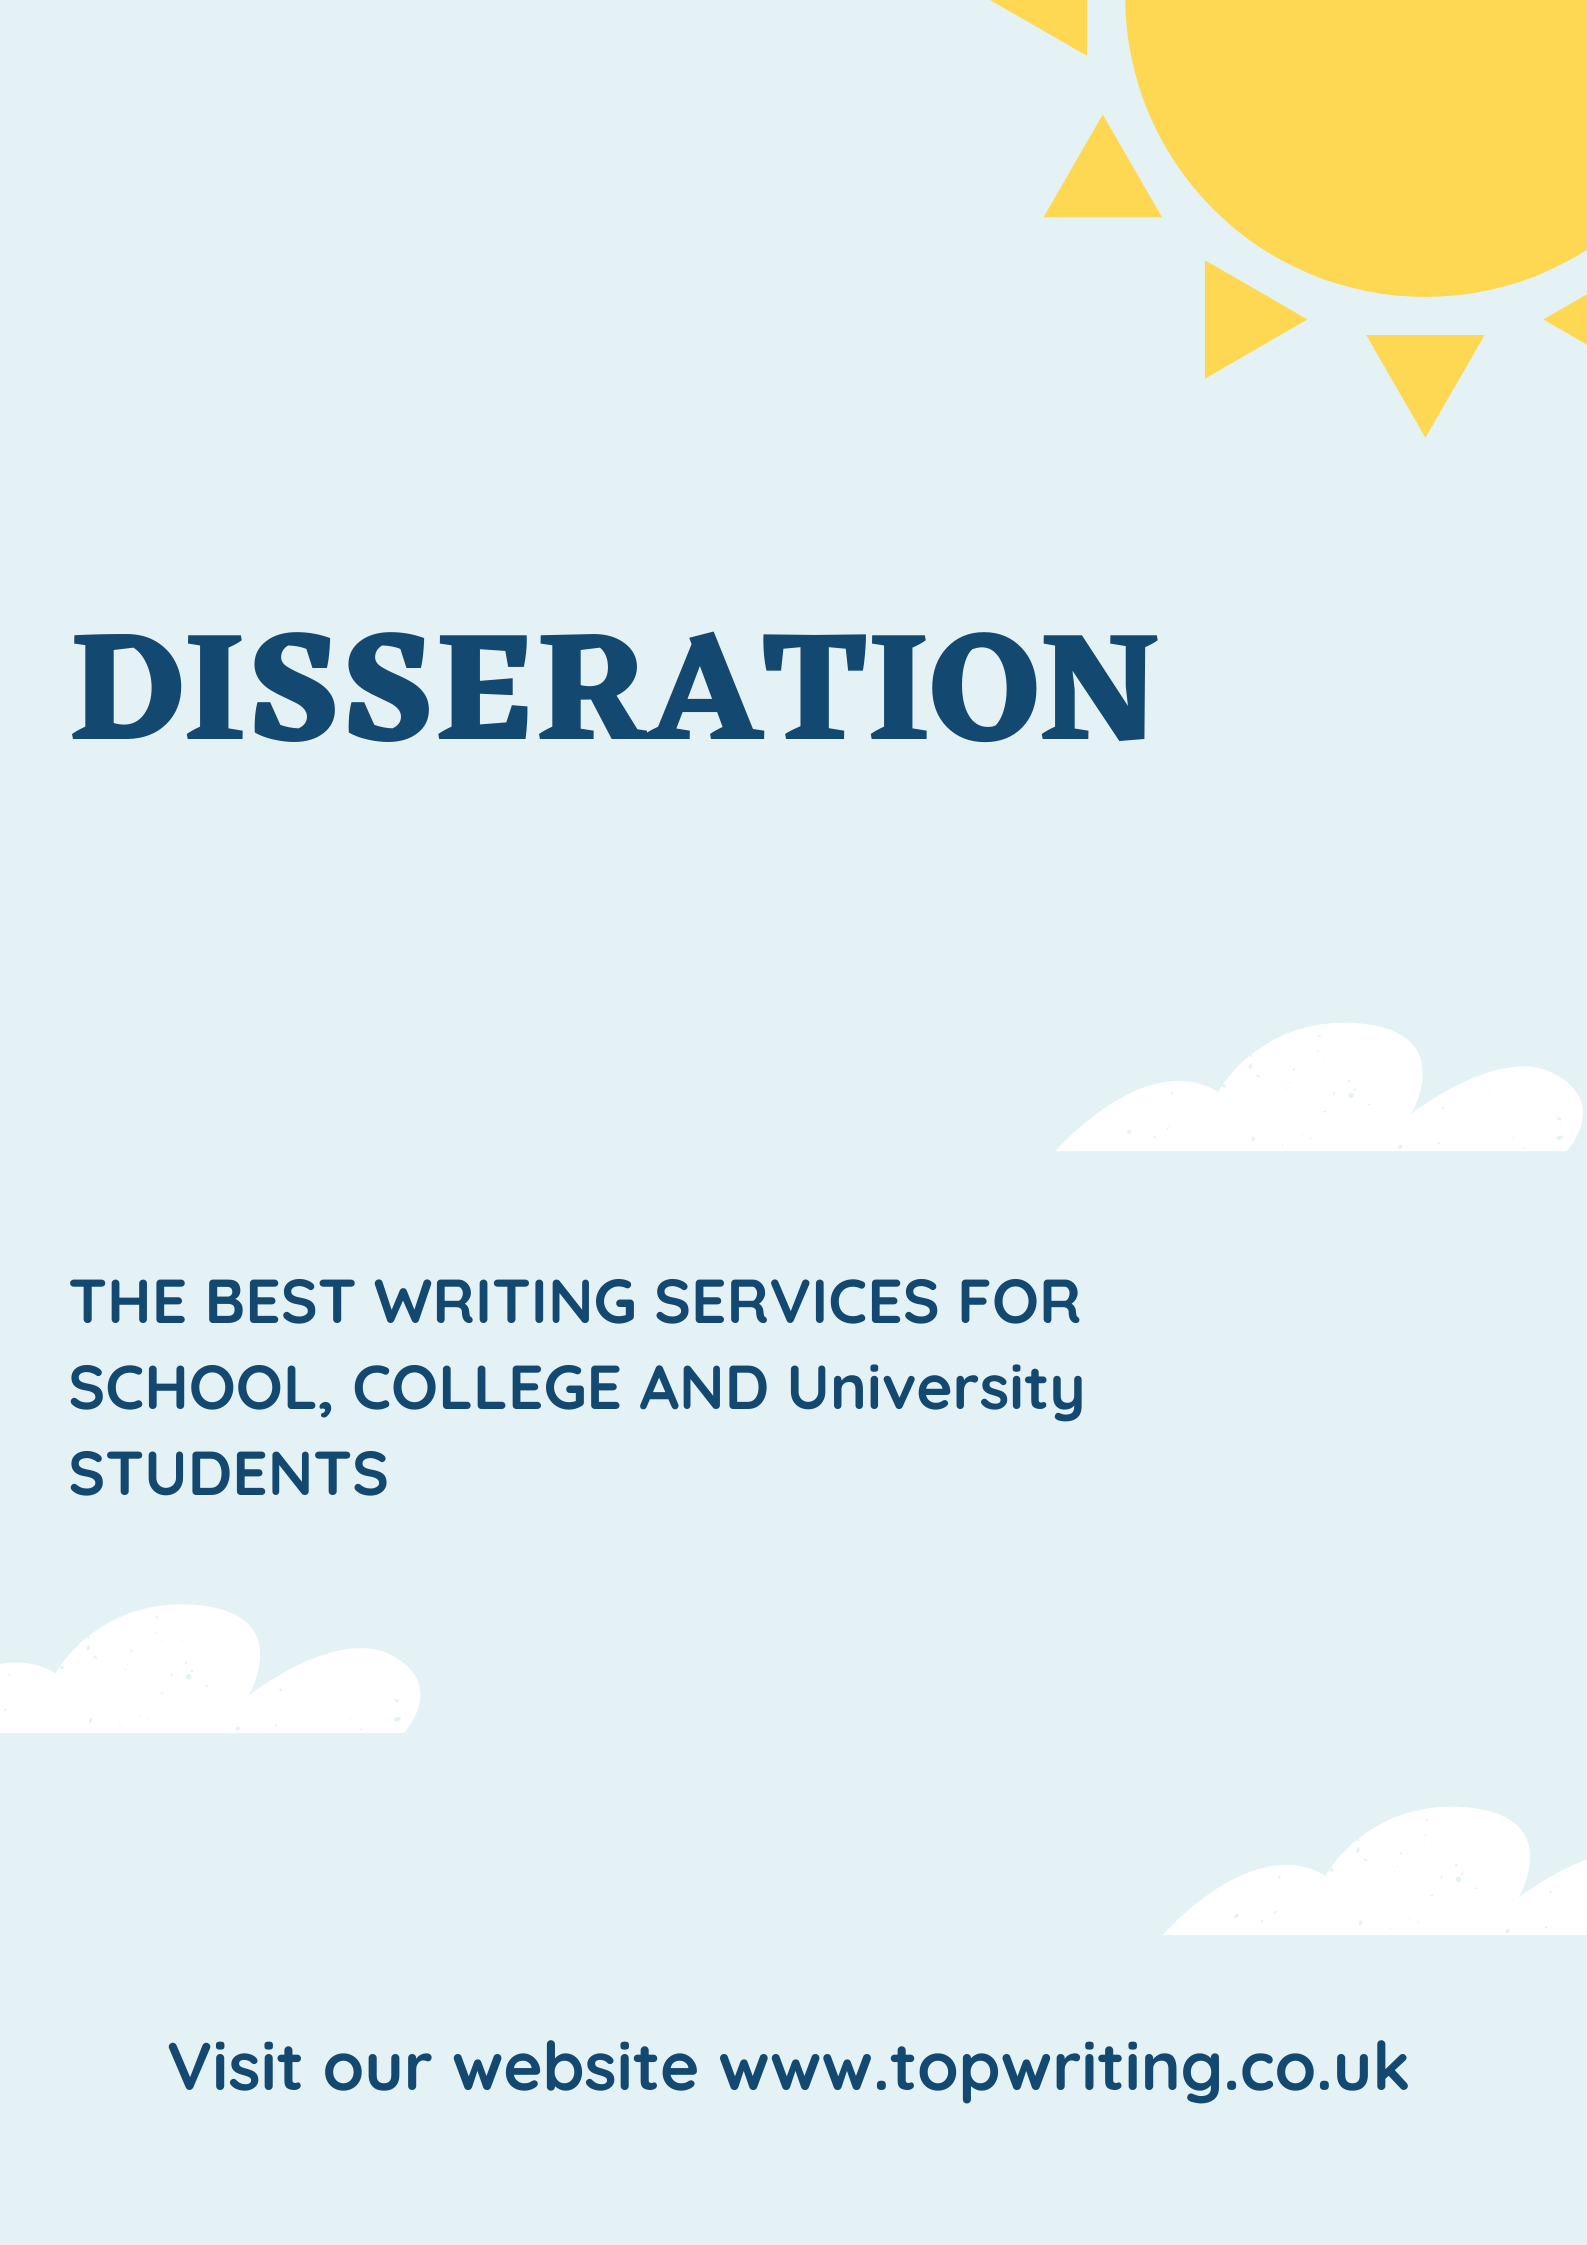 DISSERATION
THE BEST WRITING SERVICES FOR
SCHOOL, COLLEGE AND University
STUDENTS
Visit our website www.topwriting.co.uk